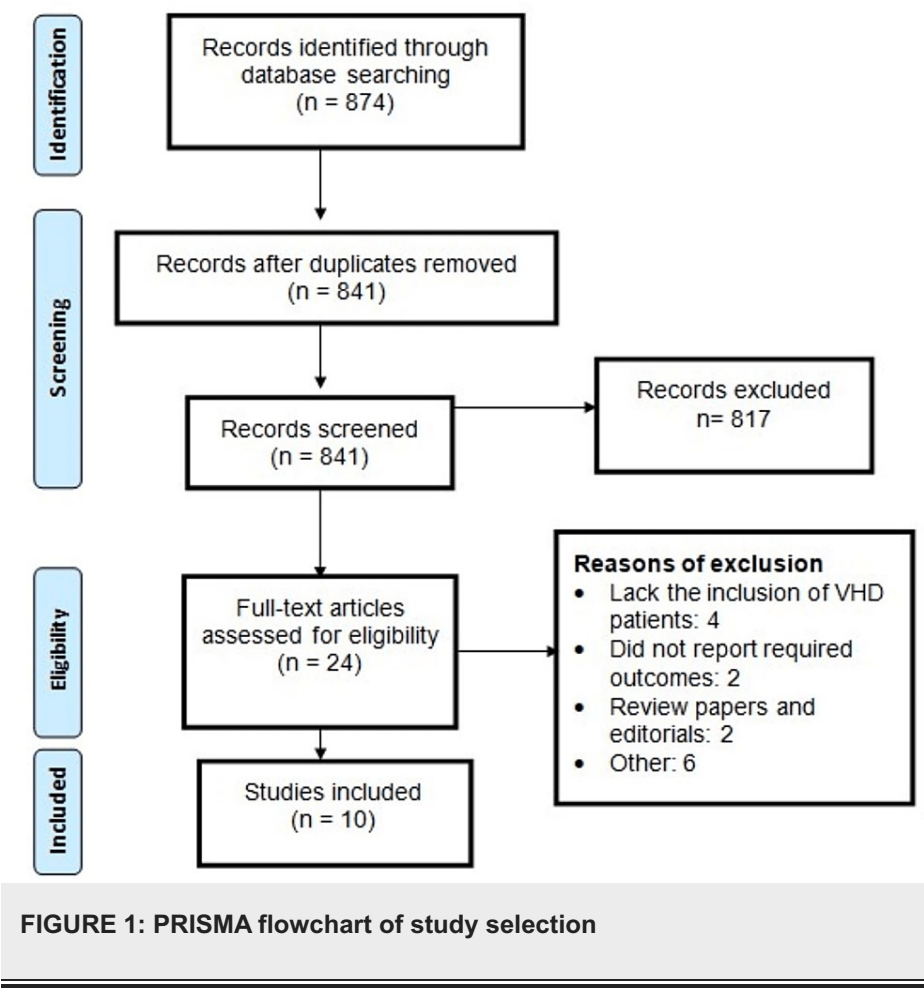 Identification
Records identified through
database searching
(n = 874)
Screening
Records after duplicates removed
(n = 841)
Records screened
(n = 841)
Records excluded
n= 817
Eligibility
Full-text articles
assessed for eligibility
(n = 24)
Reasons of exclusion
• Lack the inclusion of VHD
patients: 4
• Did not report required
outcomes: 2
• Review papers and
editorials: 2
• Other: 6
Included
Studies included
(n = 10)
FIGURE 1: PRISMA flowchart of study selection